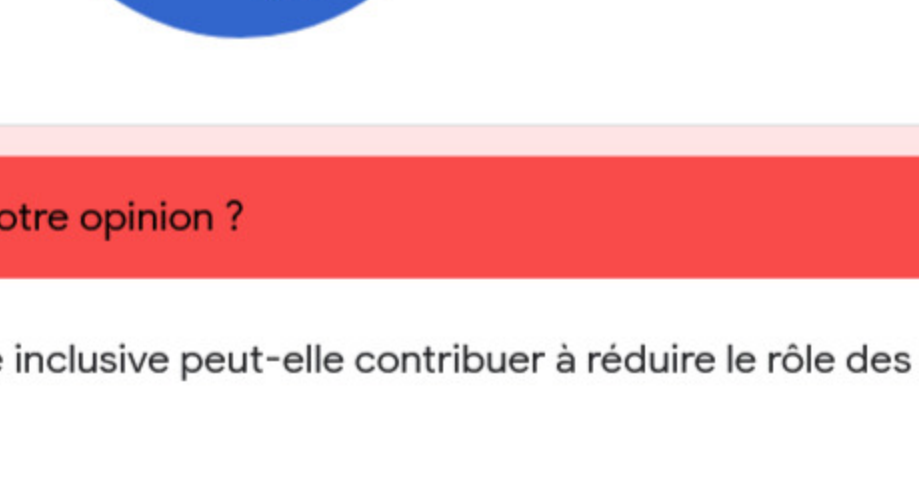 otre opinion ?
inclusive peut-elle contribuer à réduire le rôle des